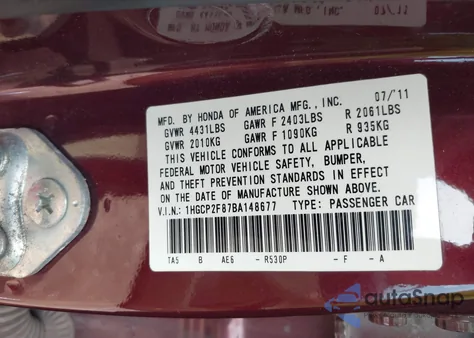 MFD. BY HONDA OF AMERICA MFG., INC. 07/'11
GVWR 4431LBS GAWR F 2403LBS R 2061LBS
GVWR 2010KG GAWR F 1090KG R 935KG
THIS VEHICLE CONFORMS TO ALL APPLICABLE
FEDERAL MOTOR VEHICLE SAFETY, BUMPER,
AND THEFT PREVENTION STANDARDS IN EFFECT
ON THE DATE OF MANUFACTURE SHOWN ABOVE.
V.I.N.: 1HGCP2F87BA148677 TYPE: PASSENGER CAR
TA5 B AE6 - R530P - F - A
autoSnap